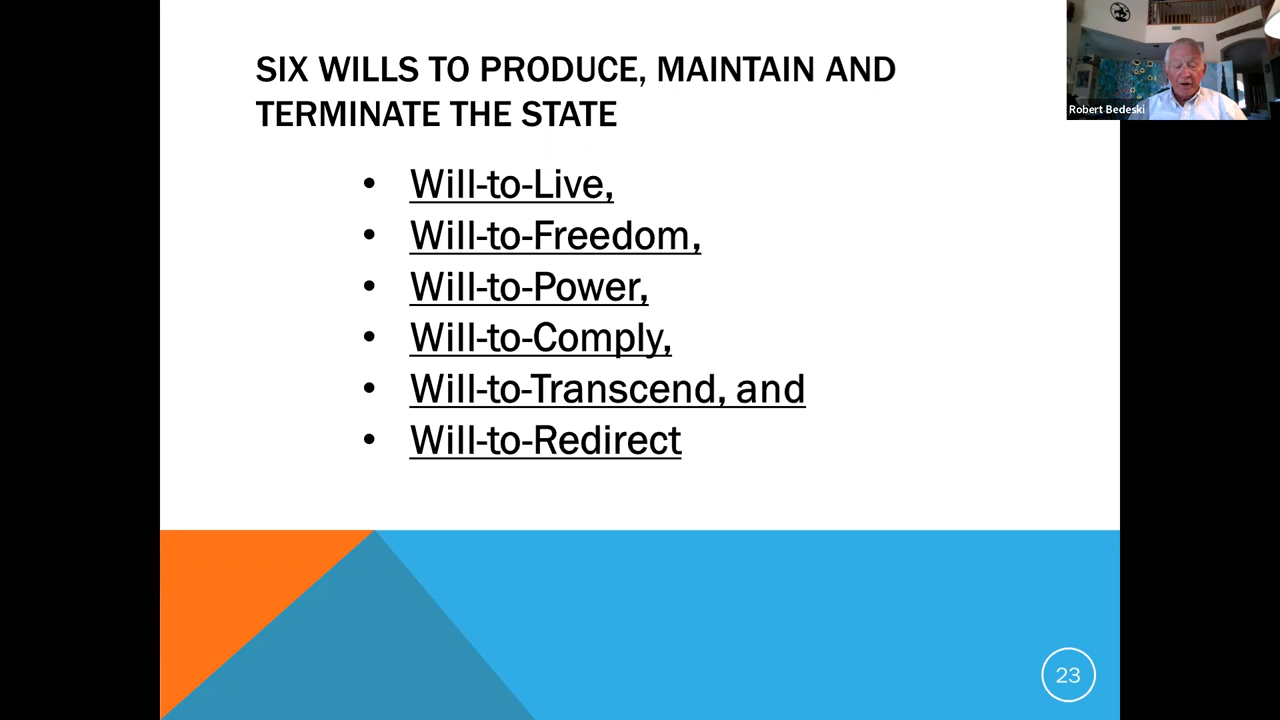 SIX WILLS TO PRODUCE, MAINTAIN AND
TERMINATE THE STATE
• Will-to-Live,
• Will-to-Freedom,
• Will-to-Power,
• Will-to-Comply,
• Will-to-Transcend, and
• Will-to-Redirect
23
Robert Bedeski